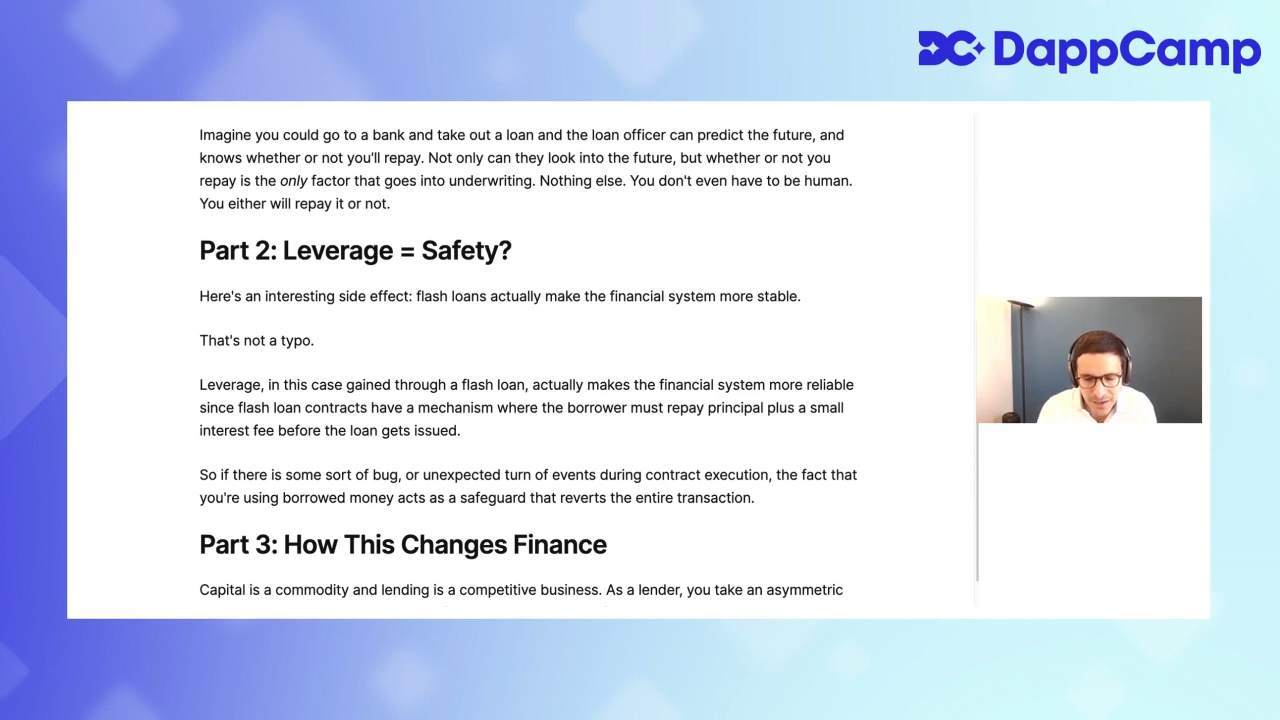 DappCamp
Imagine you could go to a bank and take out a loan and the loan officer can predict the future, and
knows whether or not you'll repay. Not only can they look into the future, but whether or not you
repay is the only factor that goes into underwriting. Nothing else. You don't even have to be human.
You either will repay it or not.
Part 2: Leverage = Safety?
Here's an interesting side effect: flash loans actually make the financial system more stable.
That's not a typo.
Leverage, in this case gained through a flash loan, actually makes the financial system more reliable
since flash loan contracts have a mechanism where the borrower must repay principal plus a small
interest fee before the loan gets issued.
So if there is some sort of bug, or unexpected turn of events during contract execution, the fact that
you're using borrowed money acts as a safeguard that reverts the entire transaction.
Part 3: How This Changes Finance
Capital is a commodity and lending is a competitive business. As a lender, you take an asymmetric